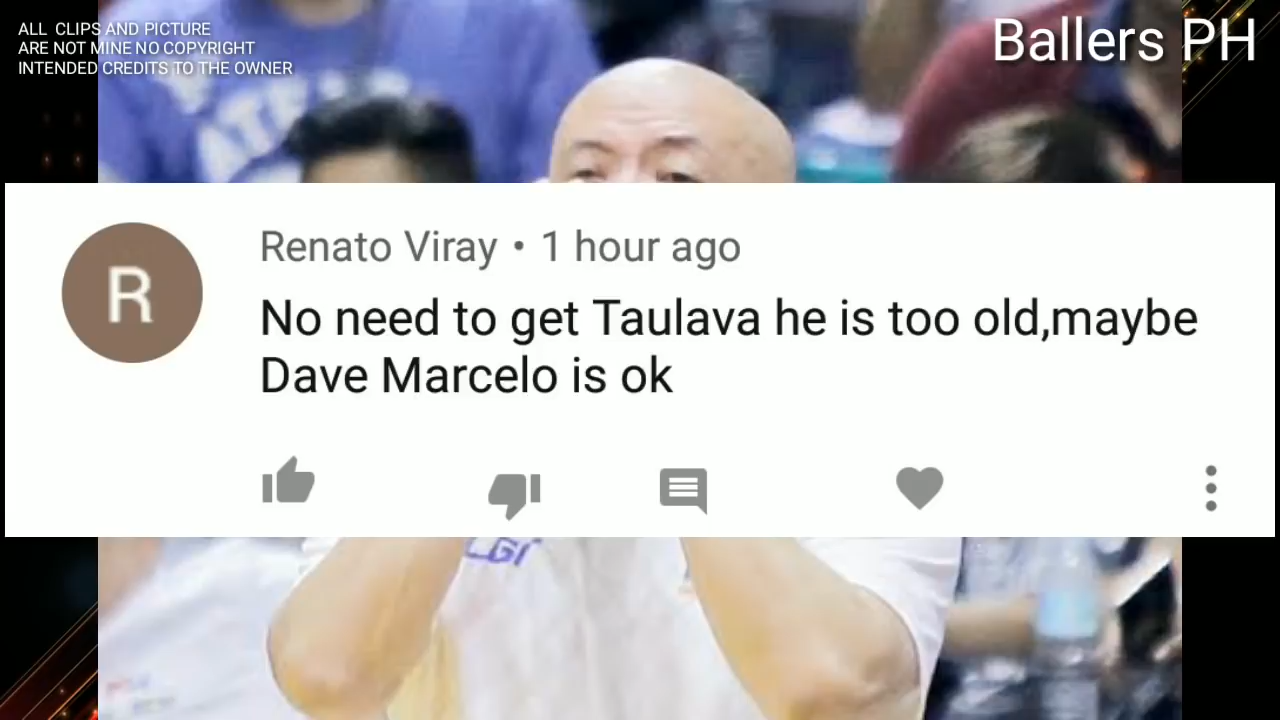 ALL CLIPS AND PICTURE
ARE NOT MINE NO COPYRIGHT
INTENDED CREDITS TO THE OWNER
Ballers PH
R
Renato Viray • 1 hour ago
No need to get Taulava he is too old,maybe
Dave Marcelo is ok